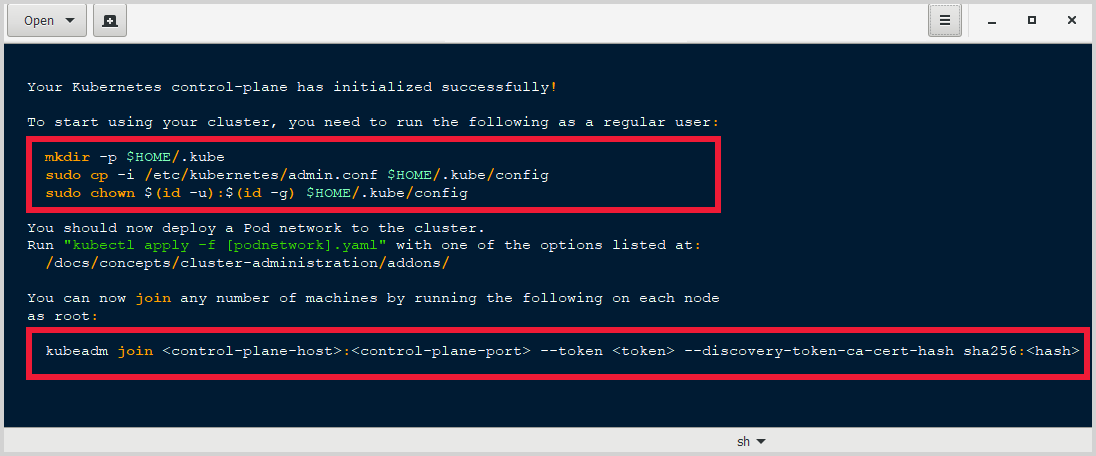 Open
Your Kubernetes control-plane has initialized successfully!
To start using your cluster, you need to run the following as a regular user:
mkdir -p $HOME/.kube
sudo cp -i /etc/kubernetes/admin.conf $HOME/.kube/config
sudo chown $(id -u):$(id -g) $HOME/.kube/config
You should now deploy a Pod network to the cluster.
Run "kubectl apply -f [podnetwork].yaml" with one of the options listed at:
/docs/concepts/cluster-administration/addons/
You can now join any number of machines by running the following on each node
as root:
kubeadm join <control-plane-host>:<control-plane-port> --token <token> --discovery-token-ca-cert-hash sha256:<hash>
sh